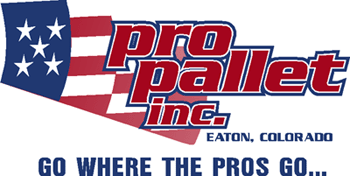 pro
pallet
inc.
EATON, COLORADO
GO WHERE THE PROS GO...